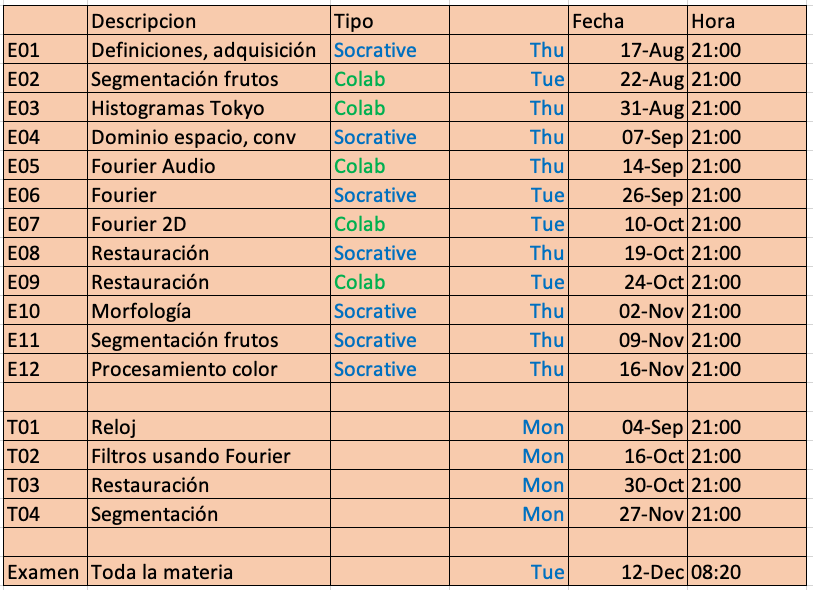 Descripcion Tipo Fecha Hora
E01 Definiciones, adquisición Socrative Thu 17-Aug 21:00
E02 Segmentación frutos Colab Tue 22-Aug 21:00
E03 Histogramas Tokyo Colab Thu 31-Aug 21:00
E04 Dominio espacio, conv Socrative Thu 07-Sep 21:00
E05 Fourier Audio Colab Thu 14-Sep 21:00
E06 Fourier Socrative Tue 26-Sep 21:00
E07 Fourier 2D Colab Tue 10-Oct 21:00
E08 Restauración Socrative Thu 19-Oct 21:00
E09 Restauración Colab Tue 24-Oct 21:00
E10 Morfología Socrative Thu 02-Nov 21:00
E11 Segmentación frutos Socrative Thu 09-Nov 21:00
E12 Procesamiento color Socrative Thu 16-Nov 21:00
T01 Reloj Mon 04-Sep 21:00
T02 Filtros usando Fourier Mon 16-Oct 21:00
T03 Restauración Mon 30-Oct 21:00
T04 Segmentación Mon 27-Nov 21:00
Examen Toda la materia Tue 12-Dec 08:20